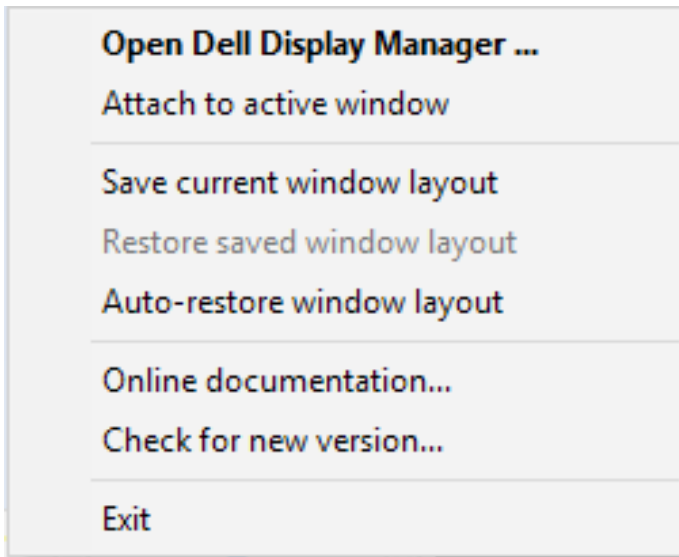 Open Dell Display Manager ...
Attach to active window
Save current window layout
Restore saved window layout
Auto-restore window layout
Online documentation...
Check for new version...
Exit